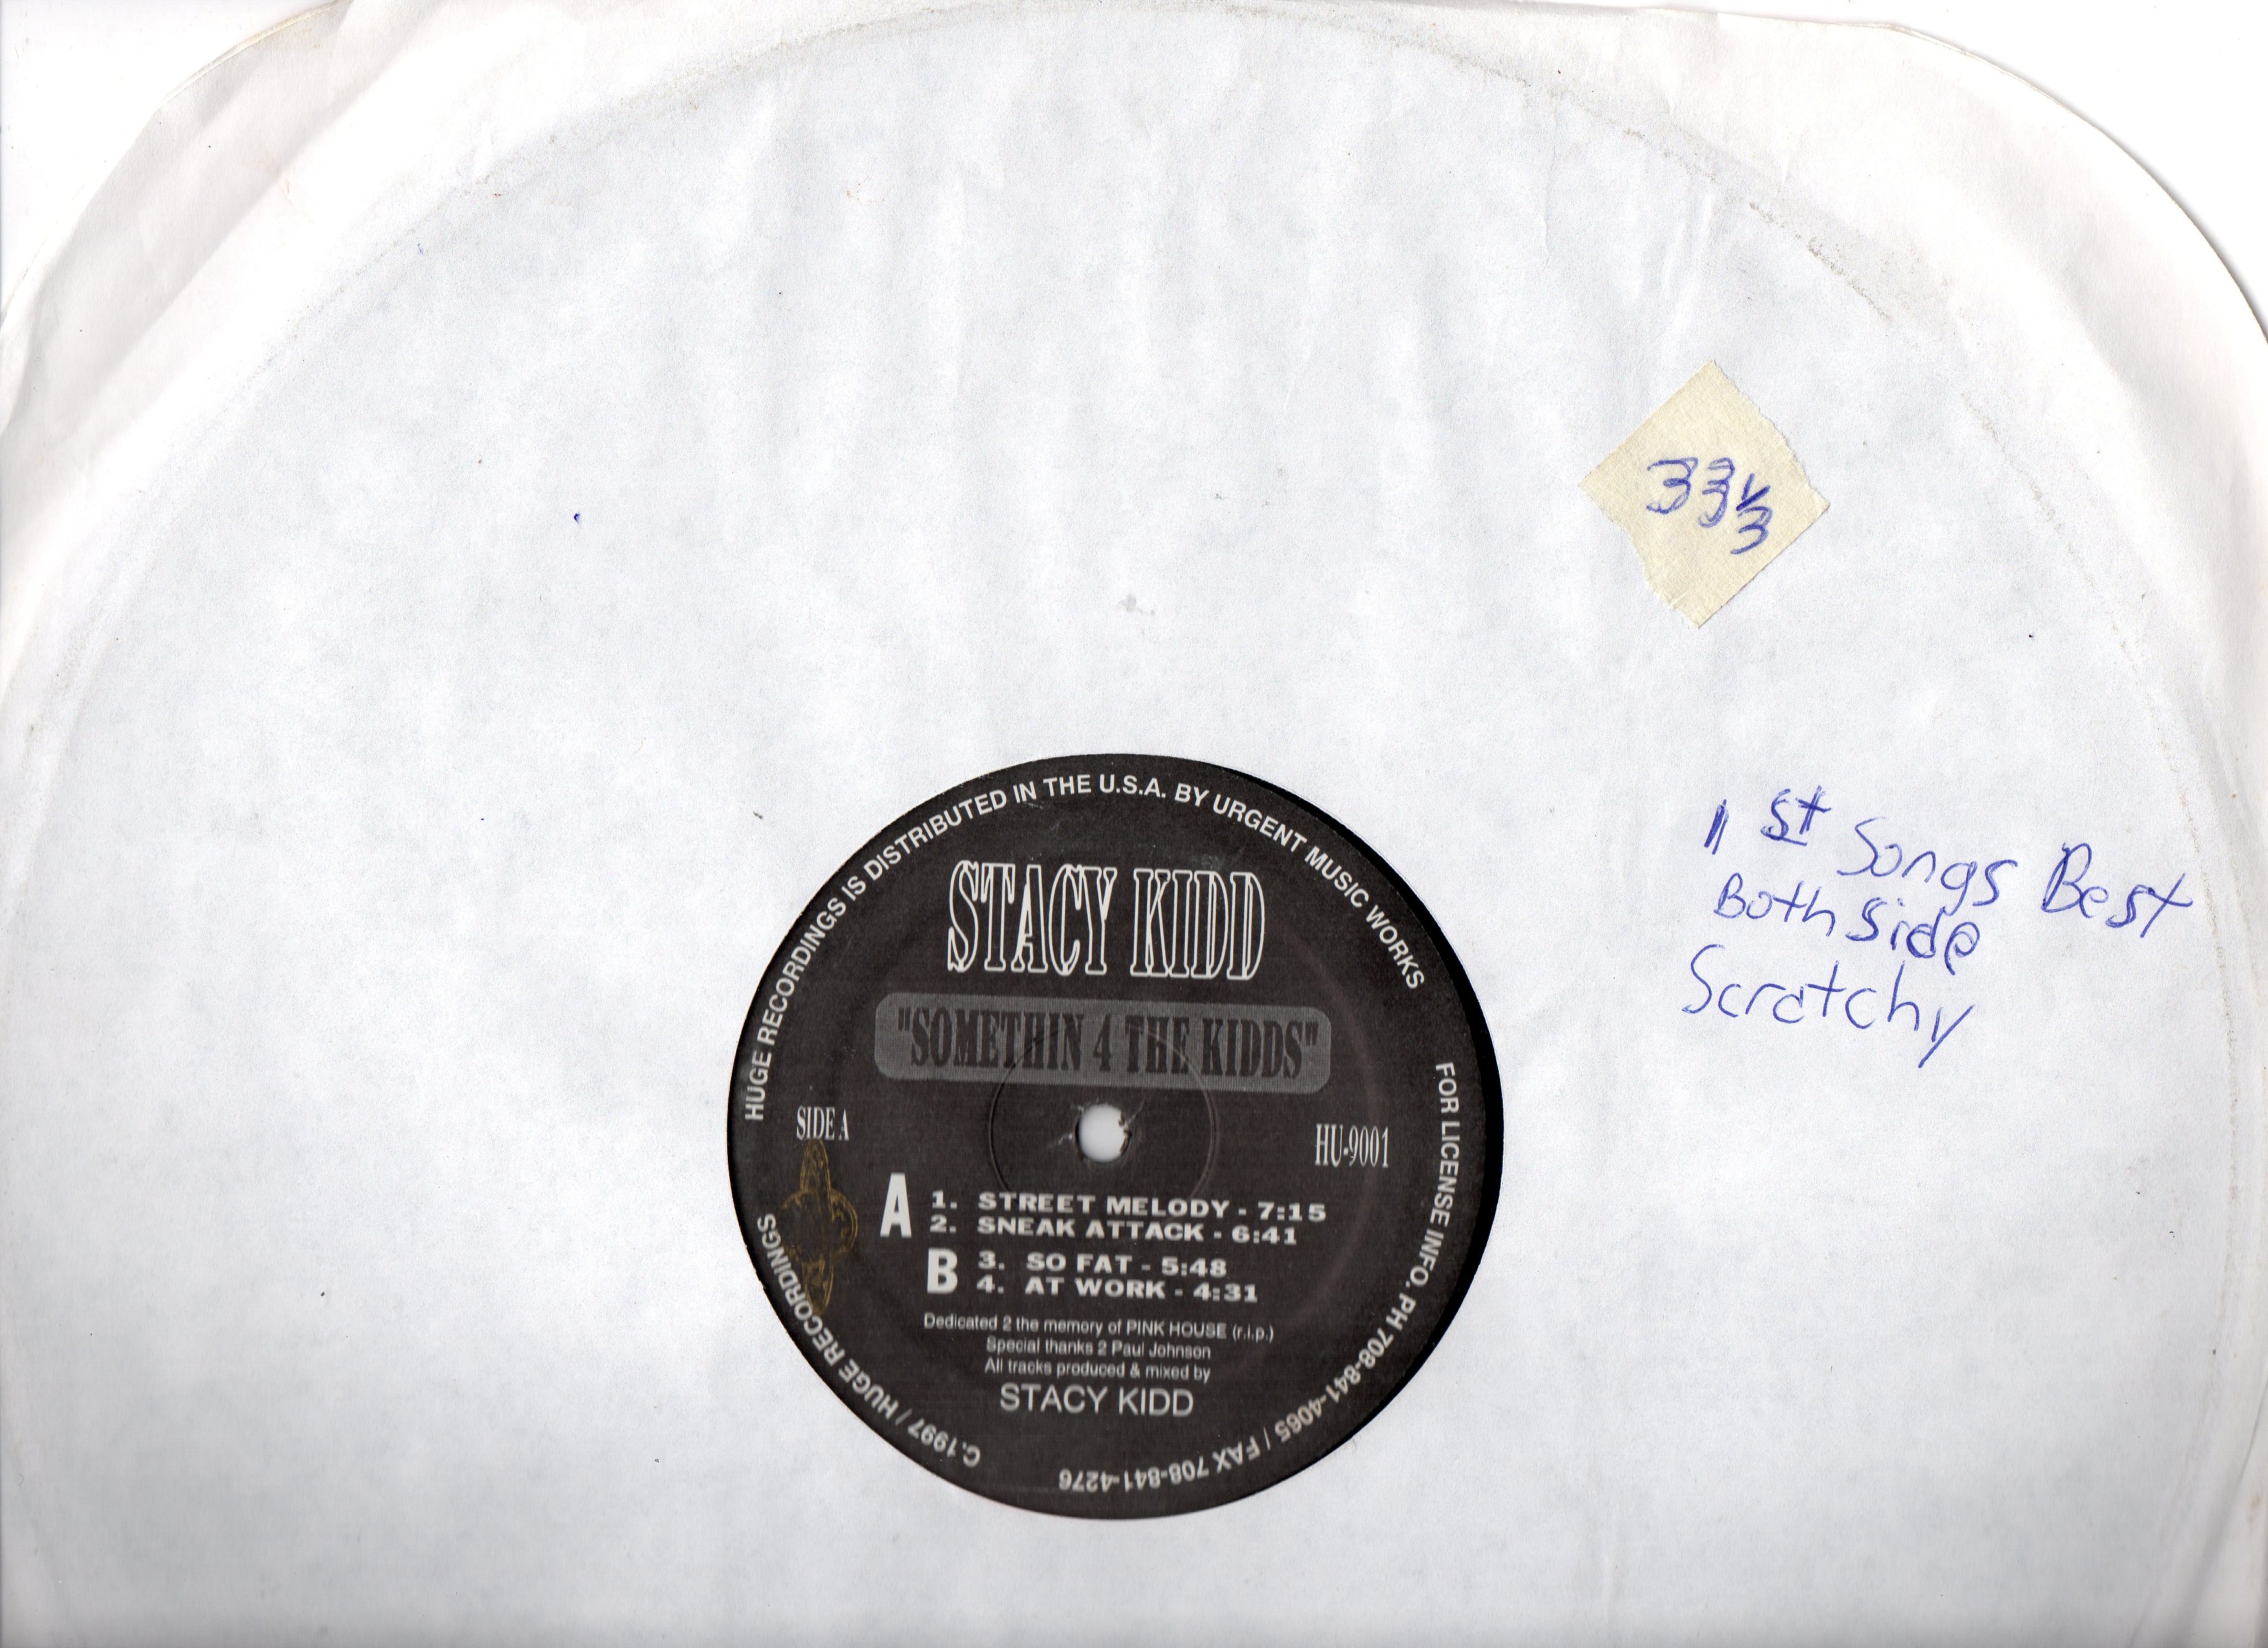 33 1/3
1st Songs Best
Both Side
Scratchy
HUGE RECORDINGS IS DISTRIBUTED IN THE U.S.A. BY URGENT MUSIC WORKS
STACY KIDD
"SOMETHIN 4 THE KIDDS"
SIDE A
HU-9001
A
1. STREET MELODY - 7:15
2. SNEAK ATTACK - 6:41
B
3. SO FAT - 5:48
4. AT WORK - 4:31
Dedicated 2 the memory of PINK HOUSE (r.i.p.)
Special thanks 2 Paul Johnson
All tracks produced & mixed by
STACY KIDD
FOR LICENSE INFO. PH 708-841-4065 / FAX 708-841-4276
C.1997 / HUGE RECORDINGS